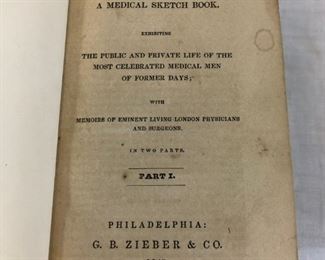 A MEDICAL SKETCH BOOK.
EXHIBITING
THE PUBLIC AND PRIVATE LIFE OF THE
MOST CELEBRATED MEDICAL MEN
OF FORMER DAYS;
WITH
MEMOIRS OF EMINENT LIVING LONDON PHYSICIANS
AND SURGEONS.
IN TWO PARTS.
PART I.
PHILADELPHIA:
G. B. ZIEBER & CO.